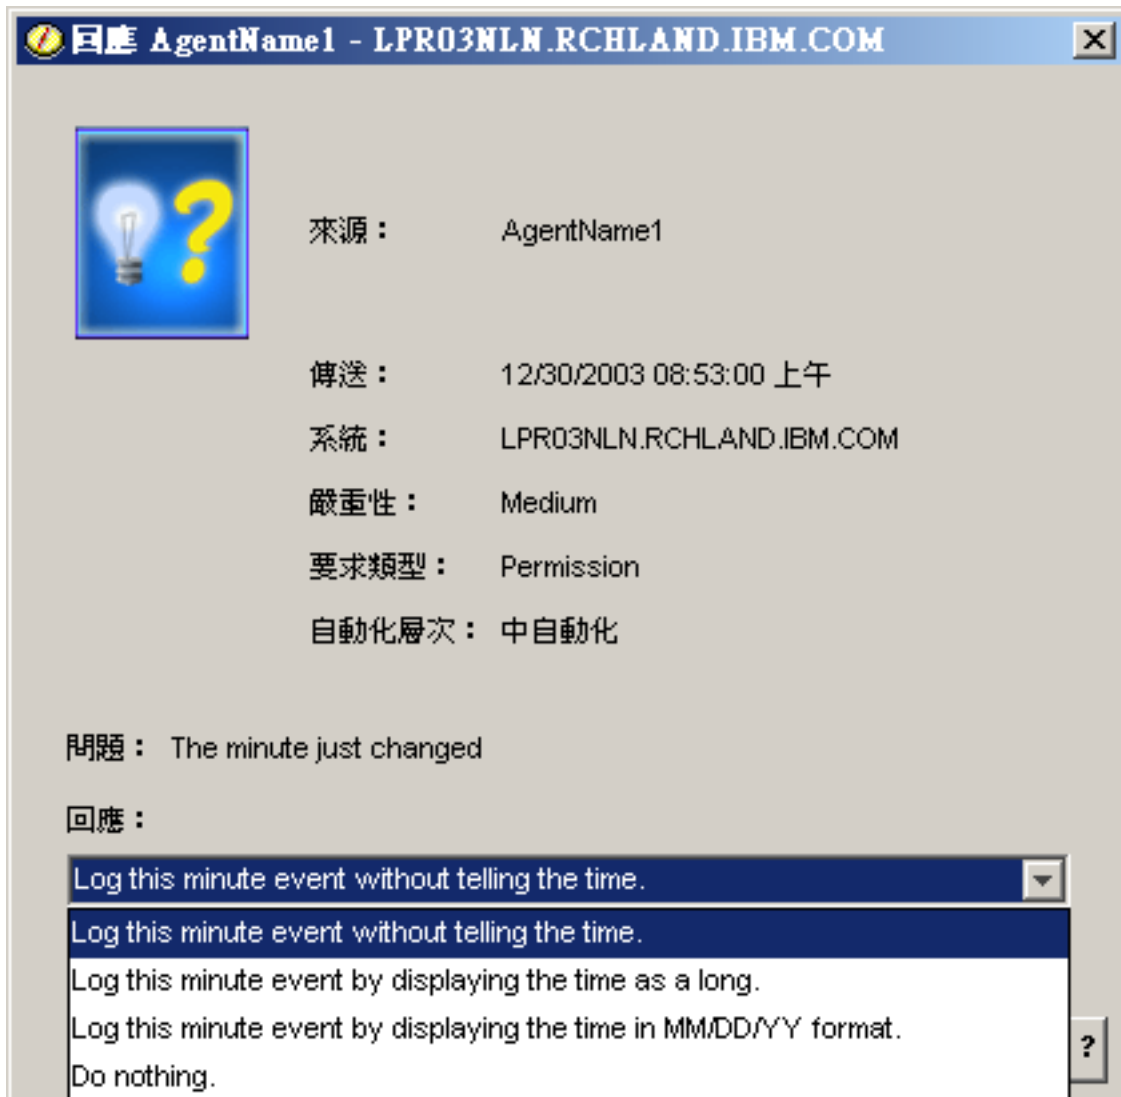 回應 AgentName1 - LPR03NLN.RCHLAND.IBM.COM
來源： AgentName1
傳送： 12/30/2003 08:53:00 上午
系統： LPR03NLN.RCHLAND.IBM.COM
嚴重性： Medium
要求類型： Permission
自動化層次： 中自動化
問題： The minute just changed
回應：
Log this minute event without telling the time.
Log this minute event without telling the time.
Log this minute event by displaying the time as a long.
Log this minute event by displaying the time in MM/DD/YY format.
?
Do nothing.